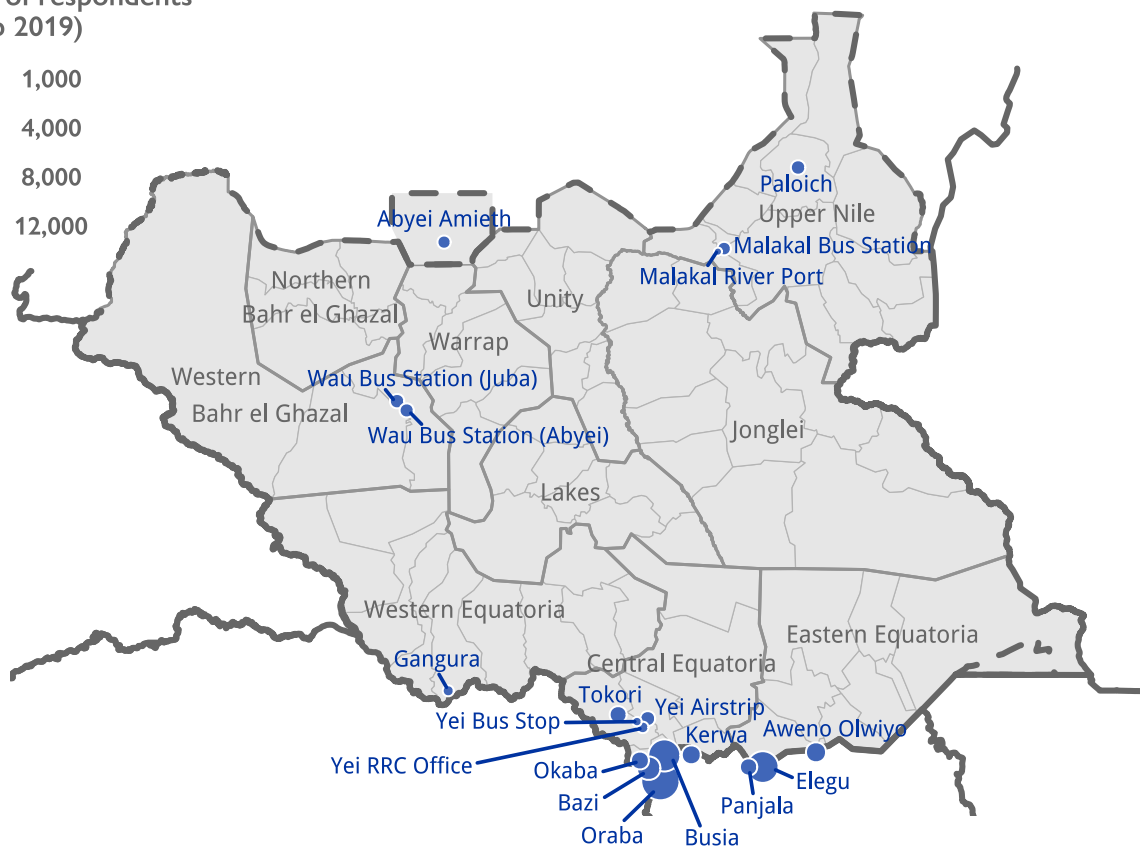 of respondents
2019)
1,000
4,000
8,000
12,000
Paloich
Upper Nile
Abyei Amieth
Malakal Bus Station
Malakal River Port
Northern
Bahr el Ghazal
Unity
Warrap
Western
Bahr el Ghazal
Wau Bus Station (Juba)
Wau Bus Station (Abyei)
Jonglei
Lakes
Western Equatoria
Eastern Equatoria
Gangura
Central Equatoria
Tokori
Yei Airstrip
Yei Bus Stop
Kerwa
Aweno Olwiyo
Yei RRC Office
Okaba
Elegu
Bazi
Panjala
Oraba
Busia